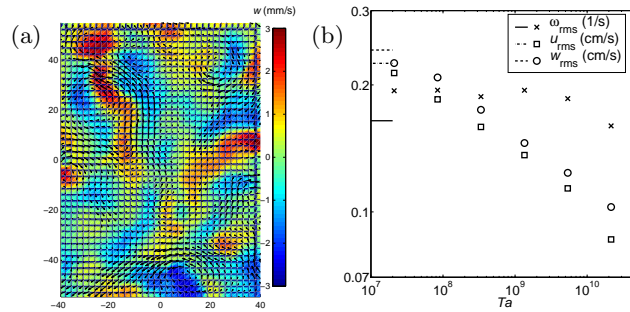 (a)
w (mm/s)
40
20
0
−20
−40
−40 −20 0 20 40
3
2
1
0
−1
−2
−3
(b)
0.3
0.2
0.1
0.07
ω_rms (1/s)
u_rms (cm/s)
w_rms (cm/s)
10^7 10^8 10^9 10^10
Ta